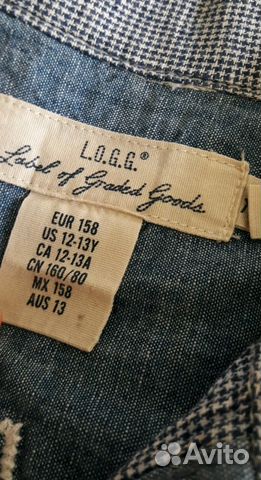 L.O.G.G.®
Label of Graded Goods
EUR 158
US 12-13Y
CA 12-13A
CN 160/80
MX 158
AUS 13
Avito